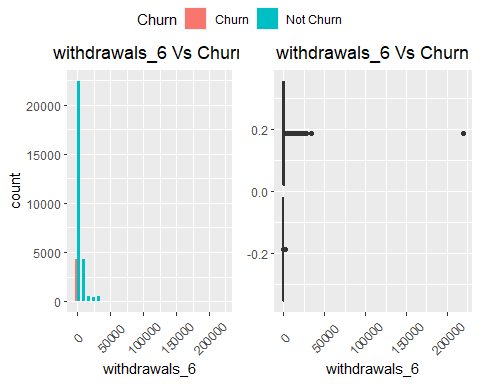 Churn Churn Not Churn
withdrawals_6 Vs Churn
withdrawals_6 Vs Churn
count
20000
15000
10000
5000
0
0 50000 100000 150000 200000
withdrawals_6
0.2
0.0
-0.2
0 50000 100000 150000 200000
withdrawals_6